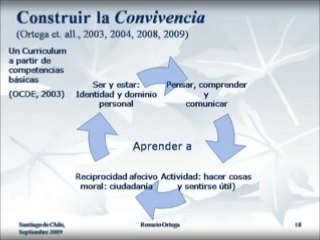 Construir la Convivencia
(Ortega et. all., 2003, 2004, 2008, 2009)
Un Curriculum
a partir de
competencias
básicas
(OCDE, 2003)
Ser y estar:
Identidad y dominio
personal
Pensar, comprender
y
comunicar
Aprender a
Reciprocidad afecivo
moral: ciudadanía
Actividad: hacer cosas
y sentirse útil)
Santiago de Chile,
Septiembre 2009
Rosario Ortega
18